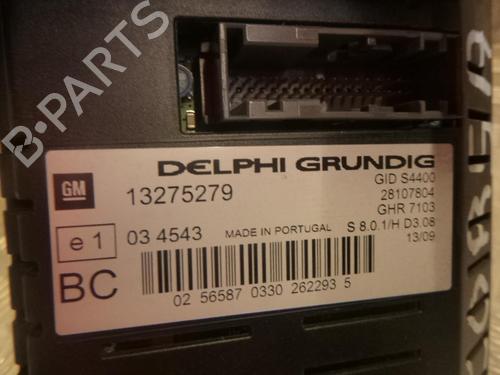 B-PARTS
DELPHI GRUNDIG
GM
13275279
GID S4400
28107804
GHR 7103
e1
03 4543
MADE IN PORTUGAL
S 8.0.1/H D3.08
13/09
BC
02 56587 0330 262293 5